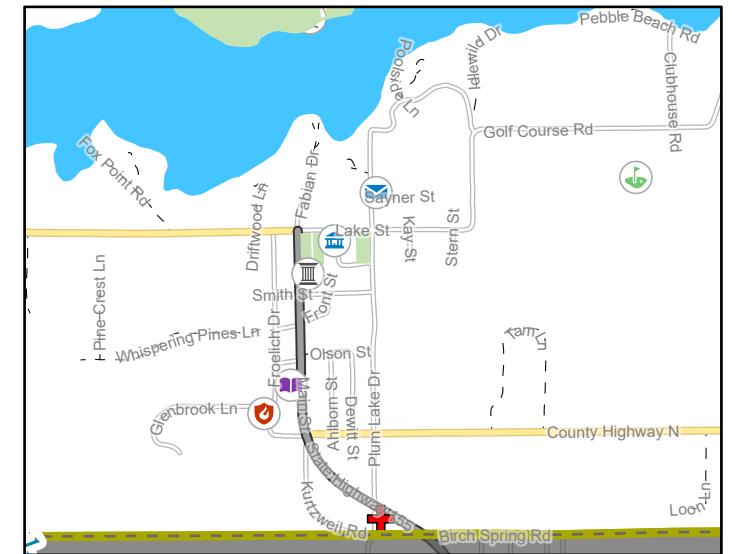 Pebble Beach Rd
Idlewild Dr
Poolside Ln
Clubhouse Rd
Golf Course Rd
Fox Point Rd
Fabian Dr
Driftwood Ln
Sayner St
Kay St
Stern St
Lake St
Pine Crest Ln
Smith St
Front St
Whispering Pines Ln
Froelich Dr
Olson St
Tam Ln
Main St
Ahlborn St
Dewitt St
Plum Lake Dr
Glenbrook Ln
County Highway N
State Highway 155
Kurtzweil Rd
Loon Ln
Birch Spring Rd